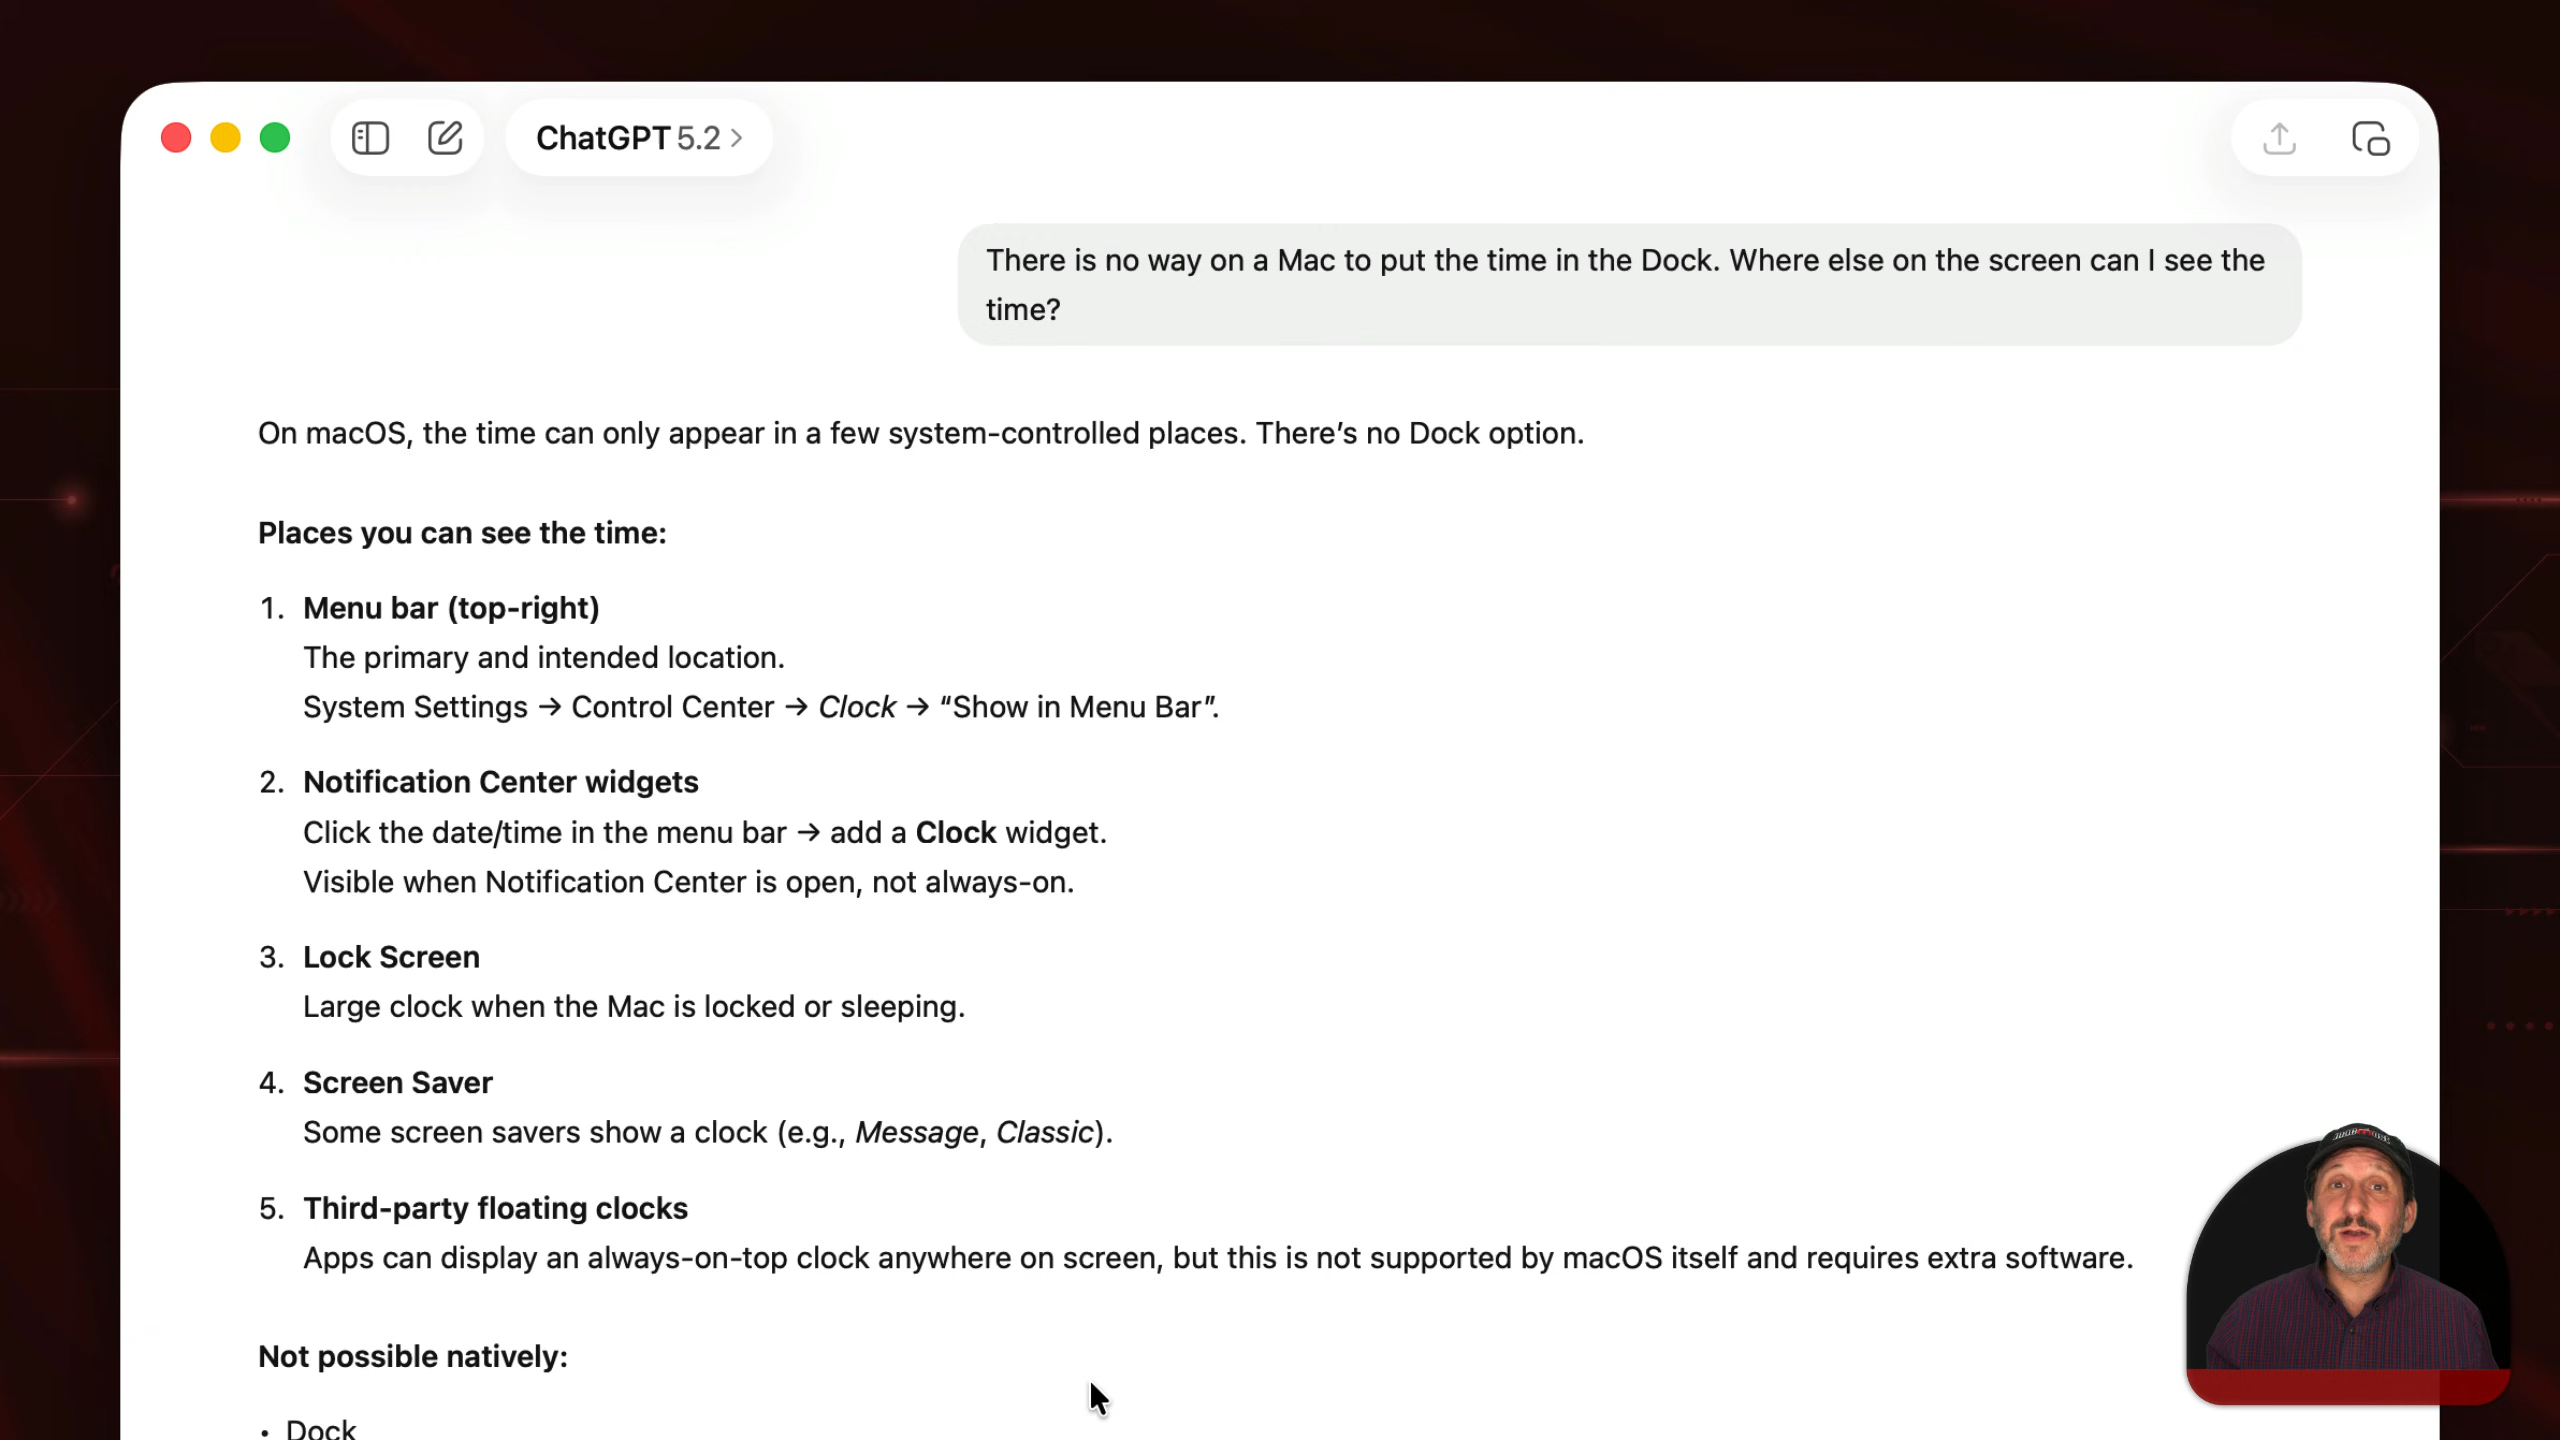 ChatGPT 5.2 >
There is no way on a Mac to put the time in the Dock. Where else on the screen can I see the
time?
On macOS, the time can only appear in a few system-controlled places. There’s no Dock option.
Places you can see the time:
1. Menu bar (top-right)
The primary and intended location.
System Settings → Control Center → Clock → “Show in Menu Bar”.
2. Notification Center widgets
Click the date/time in the menu bar → add a Clock widget.
Visible when Notification Center is open, not always-on.
3. Lock Screen
Large clock when the Mac is locked or sleeping.
4. Screen Saver
Some screen savers show a clock (e.g., Message, Classic).
5. Third-party floating clocks
Apps can display an always-on-top clock anywhere on screen, but this is not supported by macOS itself and requires extra software.
Not possible natively:
• Dock